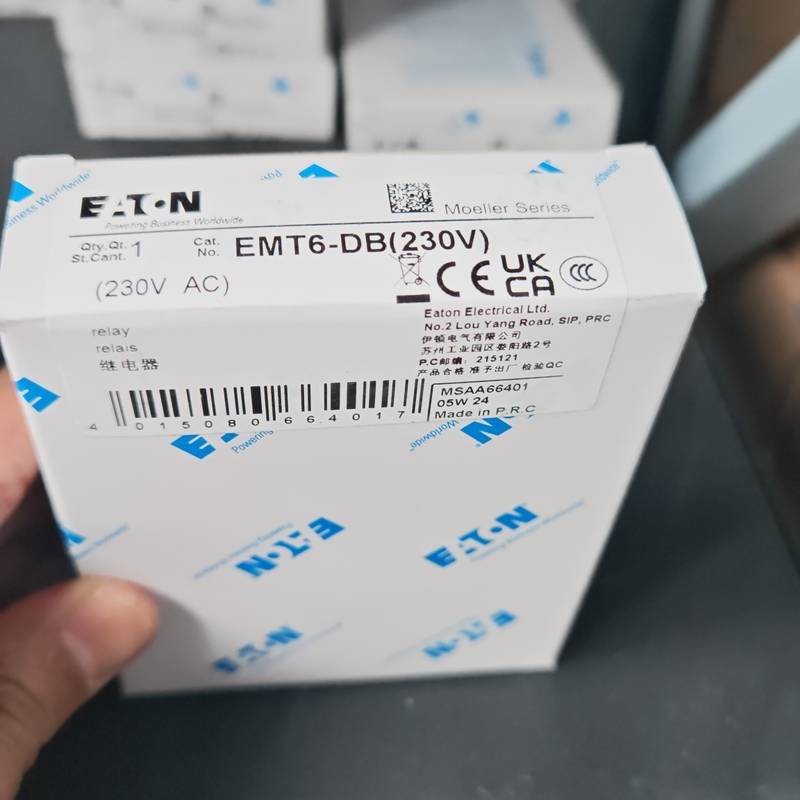 EATON
Powering Business Worldwide
Moeller Series
Qty.Qt. 1
St.Cant.
Cat. No. EMT6-DB(230V)
(230V AC)
CE UK CA CCC
relay
relais
继电器
Eaton Electrical Ltd.
No.2 Lou Yang Road, SIP, PRC
伊顿电气有限公司
苏州工业园区娄阳路2号
P.C邮编: 215121
产品合格 准予出厂 检验QC
4 015080 664017
MSAA66401
05W 24
Made in P.R.C
iness Worldwide
Powering
Worldwide
EATON
EATON
EATON
EATON